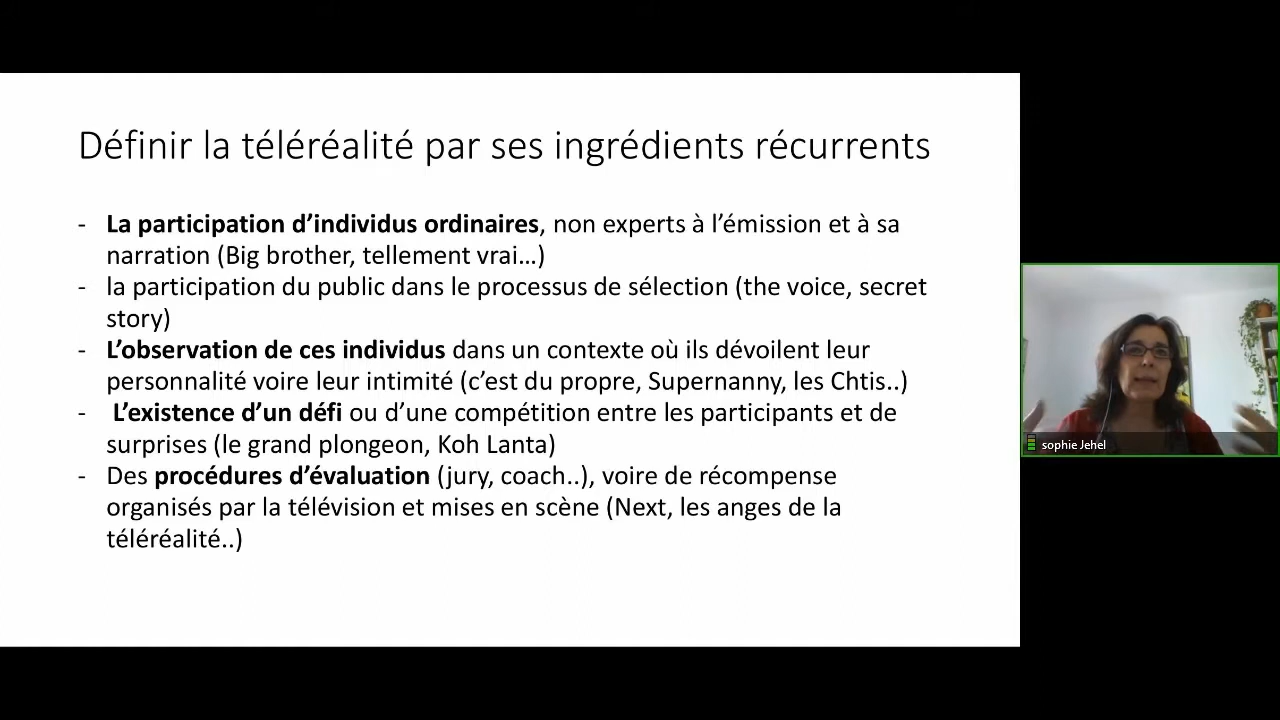 Définir la téléréalité par ses ingrédients récurrents
- La participation d’individus ordinaires, non experts à l’émission et à sa
narration (Big brother, tellement vrai…)
- la participation du public dans le processus de sélection (the voice, secret
story)
- L’observation de ces individus dans un contexte où ils dévoilent leur
personnalité voire leur intimité (c’est du propre, Supernanny, les Chtis..)
- L’existence d’un défi ou d’une compétition entre les participants et de
surprises (le grand plongeon, Koh Lanta)
- Des procédures d’évaluation (jury, coach..), voire de récompense
organisés par la télévision et mises en scène (Next, les anges de la
téléréalité..)
sophie Jehel